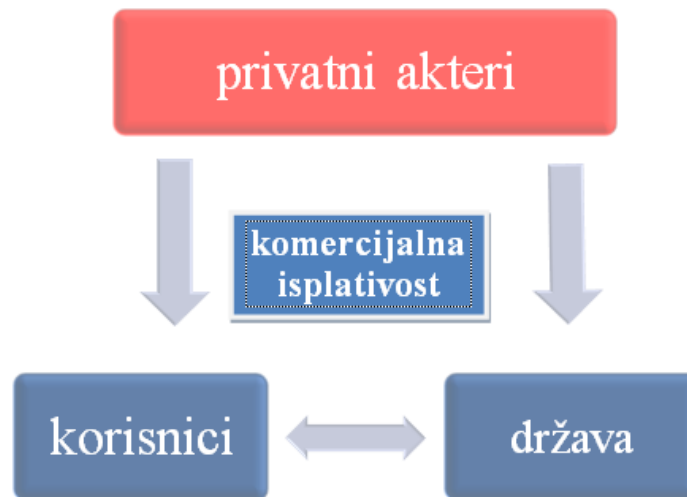 privatni akteri
komercijalna
isplativost
korisnici
država